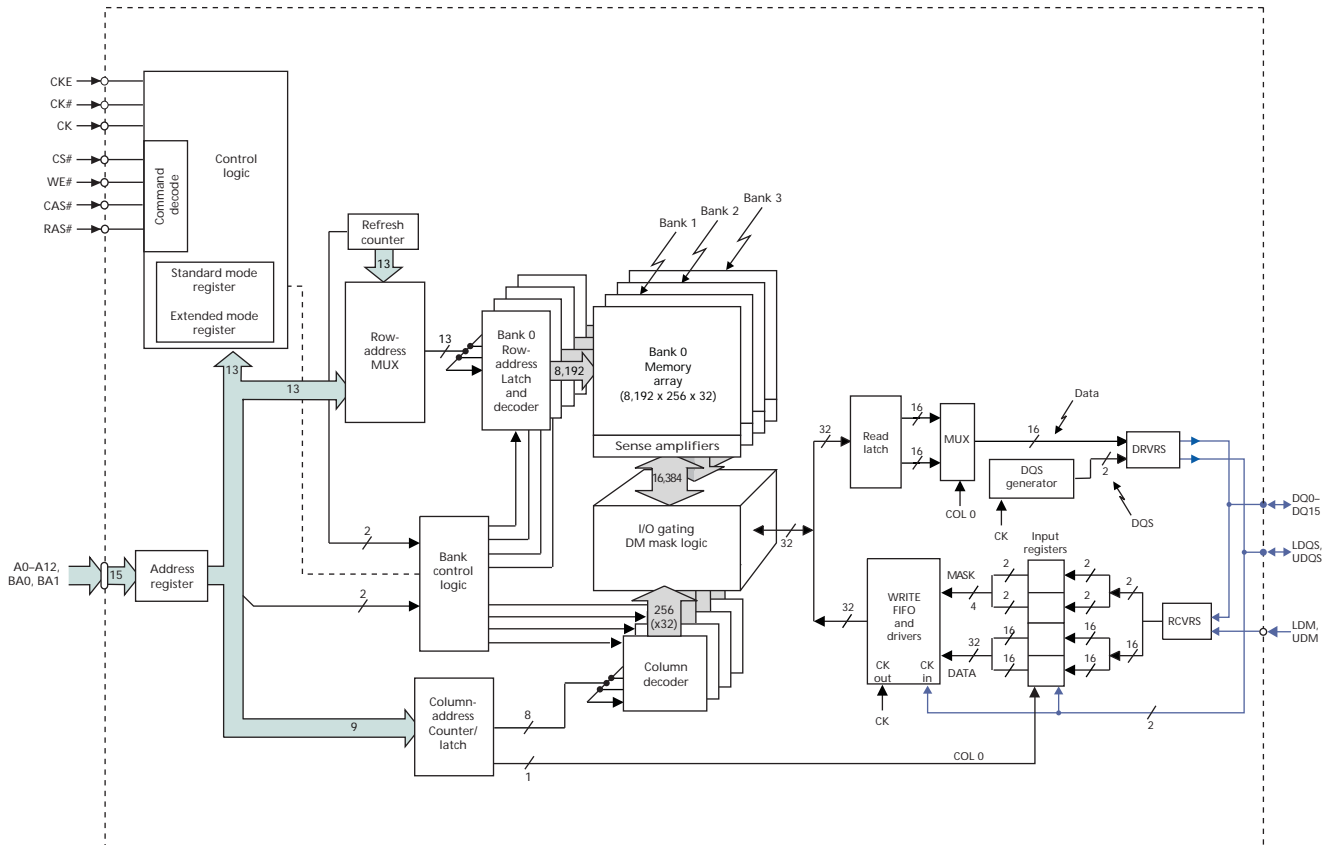 CKE
CK#
CK
CS#
WE#
CAS#
RAS#
Command
decode
Control
logic
Standard mode
register
Extended mode
register
Refresh
counter
13
Row-
address
MUX
13
13
13
Bank 0
Row-
address
Latch
and
decoder
8,192
Bank 1
Bank 2
Bank 3
Bank 0
Memory
array
(8,192 x 256 x 32)
Sense amplifiers
16,384
I/O gating
DM mask logic
256
(x32)
Column
decoder
2
2
Bank
control
logic
A0–A12,
BA0, BA1
15
Address
register
9
Column-
address
Counter/
latch
8
1
COL 0
32
32
32
Read
latch
16
16
MUX
COL 0
16
Data
DQS
generator
CK
2
DQS
DRVRS
DQ0–
DQ15
LDQS,
UDQS
LDM,
UDM
RCVRS
Input
registers
MASK
4
2
2
2
2
2
WRITE
FIFO
and
drivers
32
DATA
16
16
16
16
16
CK
out
CK
in
CK
2